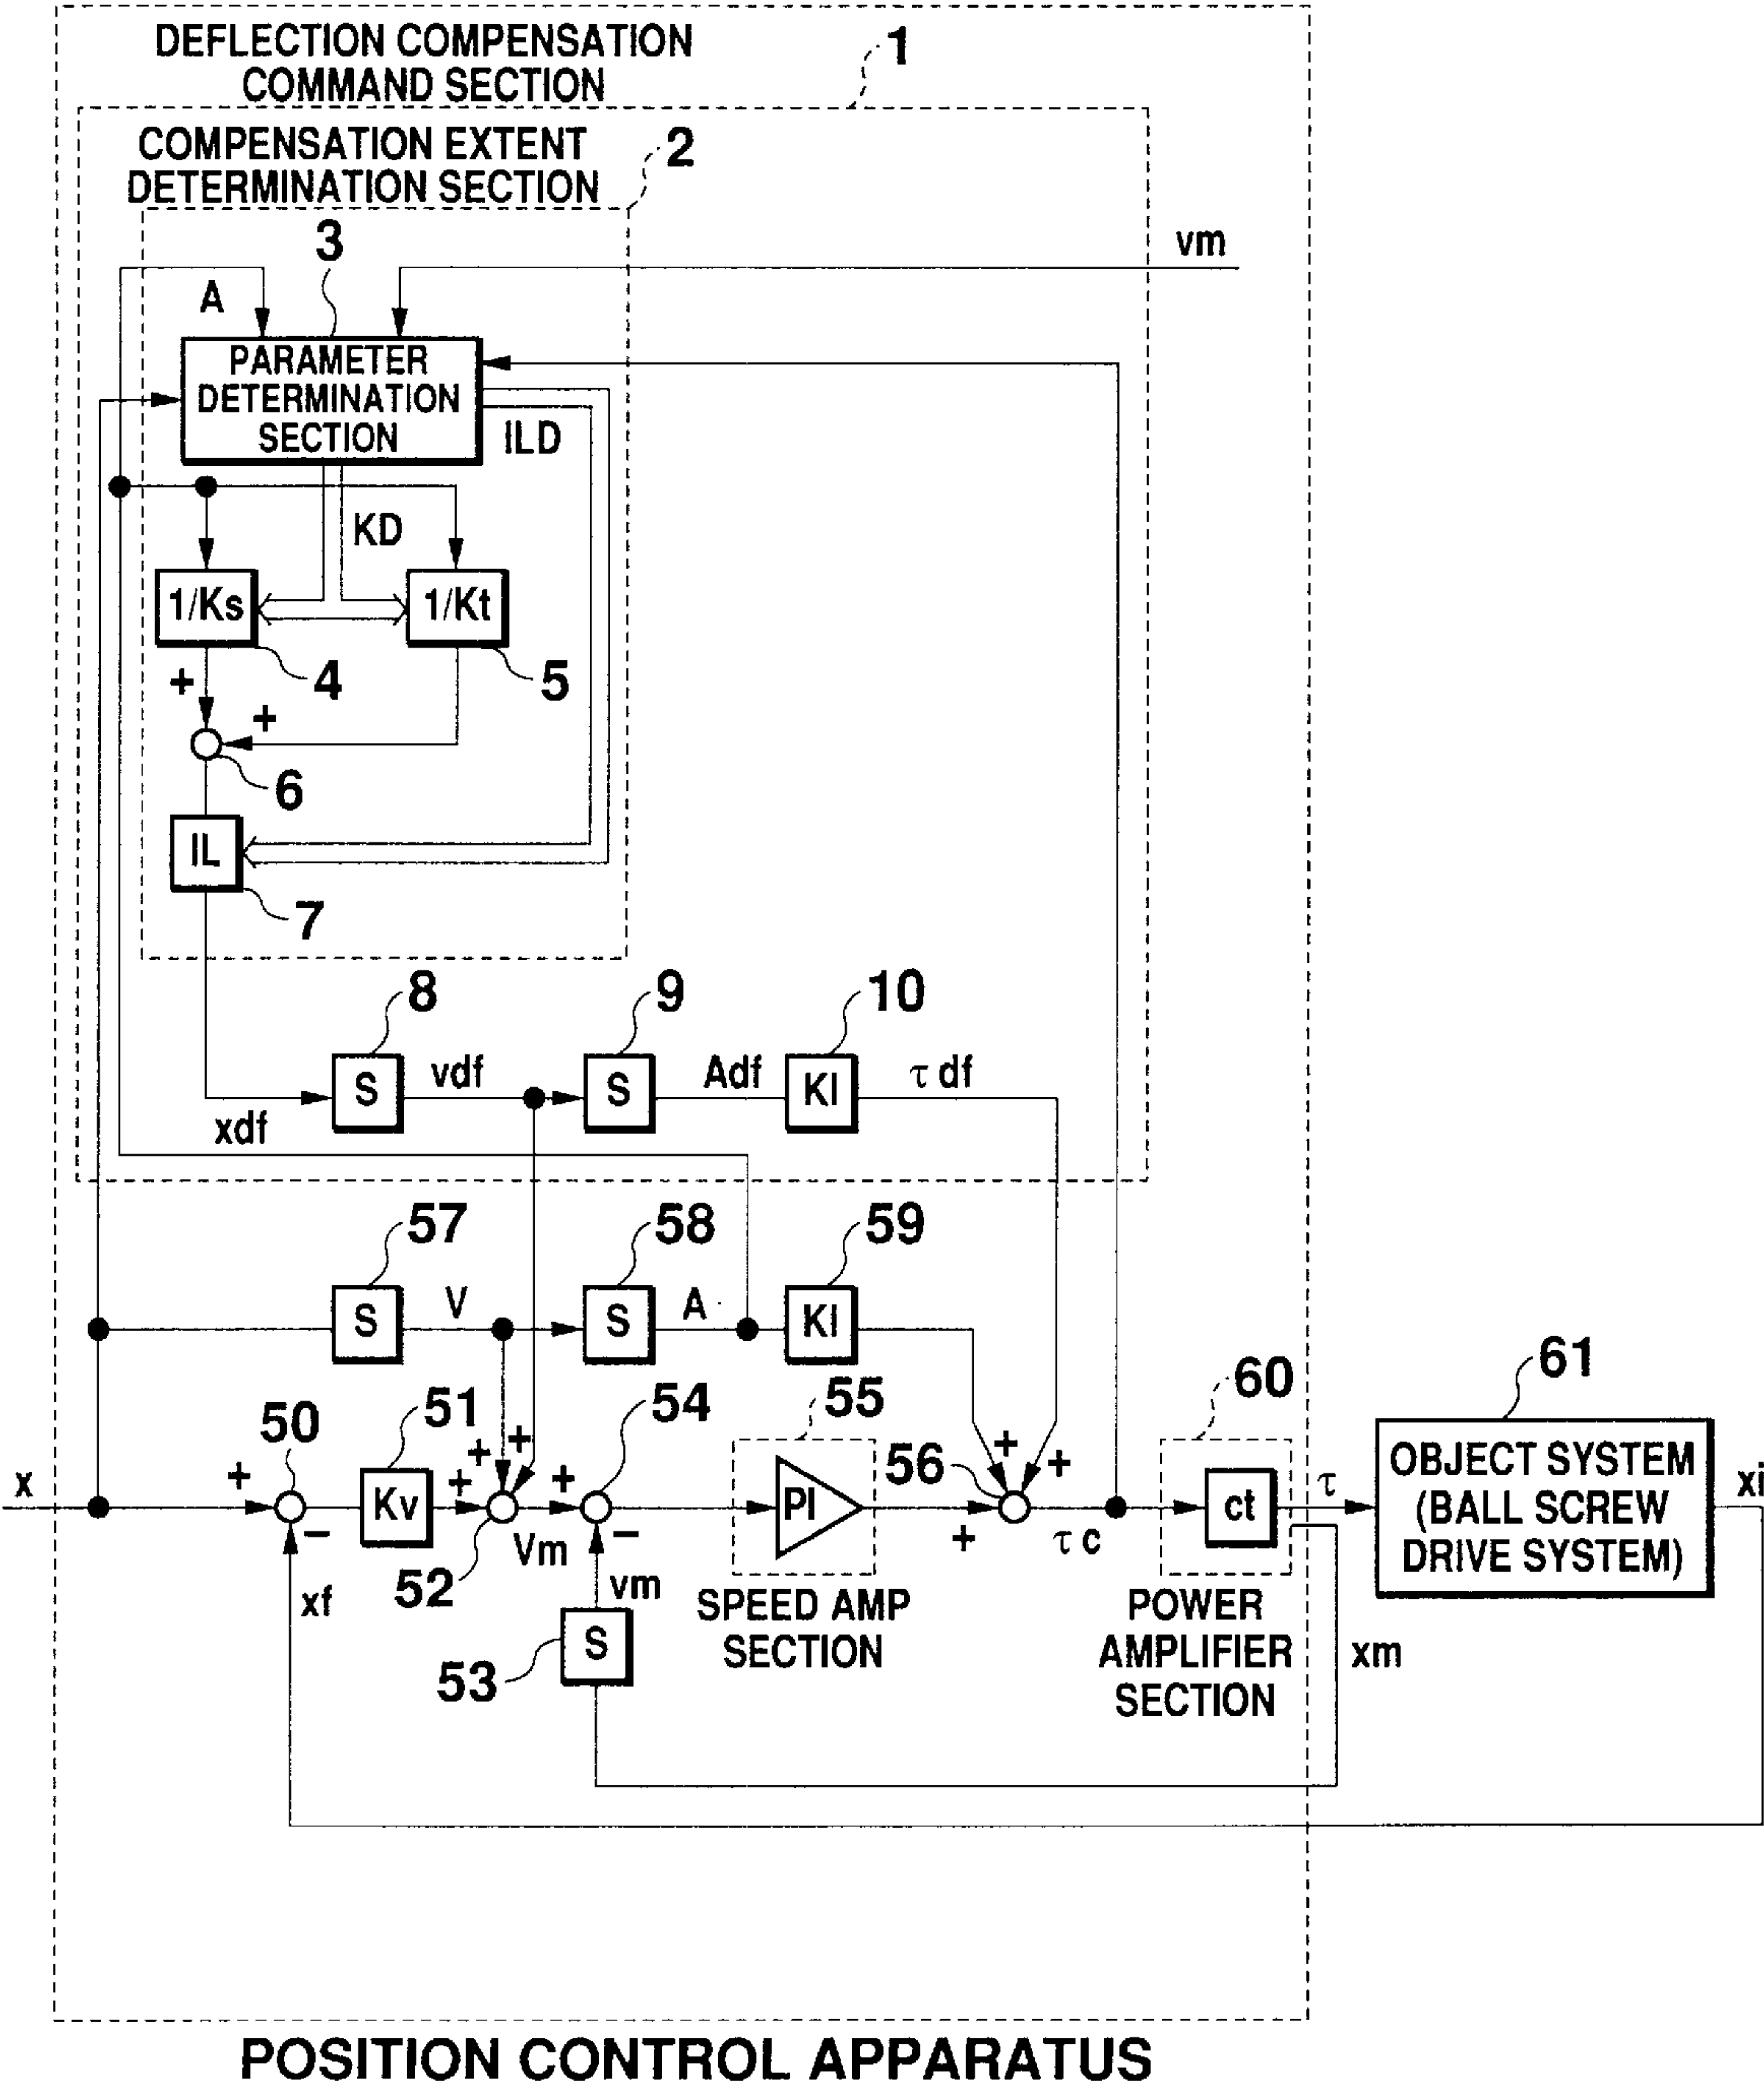 DEFLECTION COMPENSATION
COMMAND SECTION
1
COMPENSATION EXTENT
DETERMINATION SECTION
2
3
vm
A
PARAMETER
DETERMINATION
SECTION
ILD
KD
1/Ks
1/Kt
4
5
+
+
6
IL
7
8
9
10
S
vdf
S
Adf
KI
τ df
xdf
57
58
59
S
V
S
A
KI
50
51
54
55
56
60
61
x
+
−
Kv
+
+
+
52
Vm
+
−
PI
+
+
+
τ c
ct
τ
OBJECT SYSTEM
(BALL SCREW
DRIVE SYSTEM)
xi
xf
vm
S
53
SPEED AMP
SECTION
POWER
AMPLIFIER
SECTION
xm
POSITION CONTROL APPARATUS